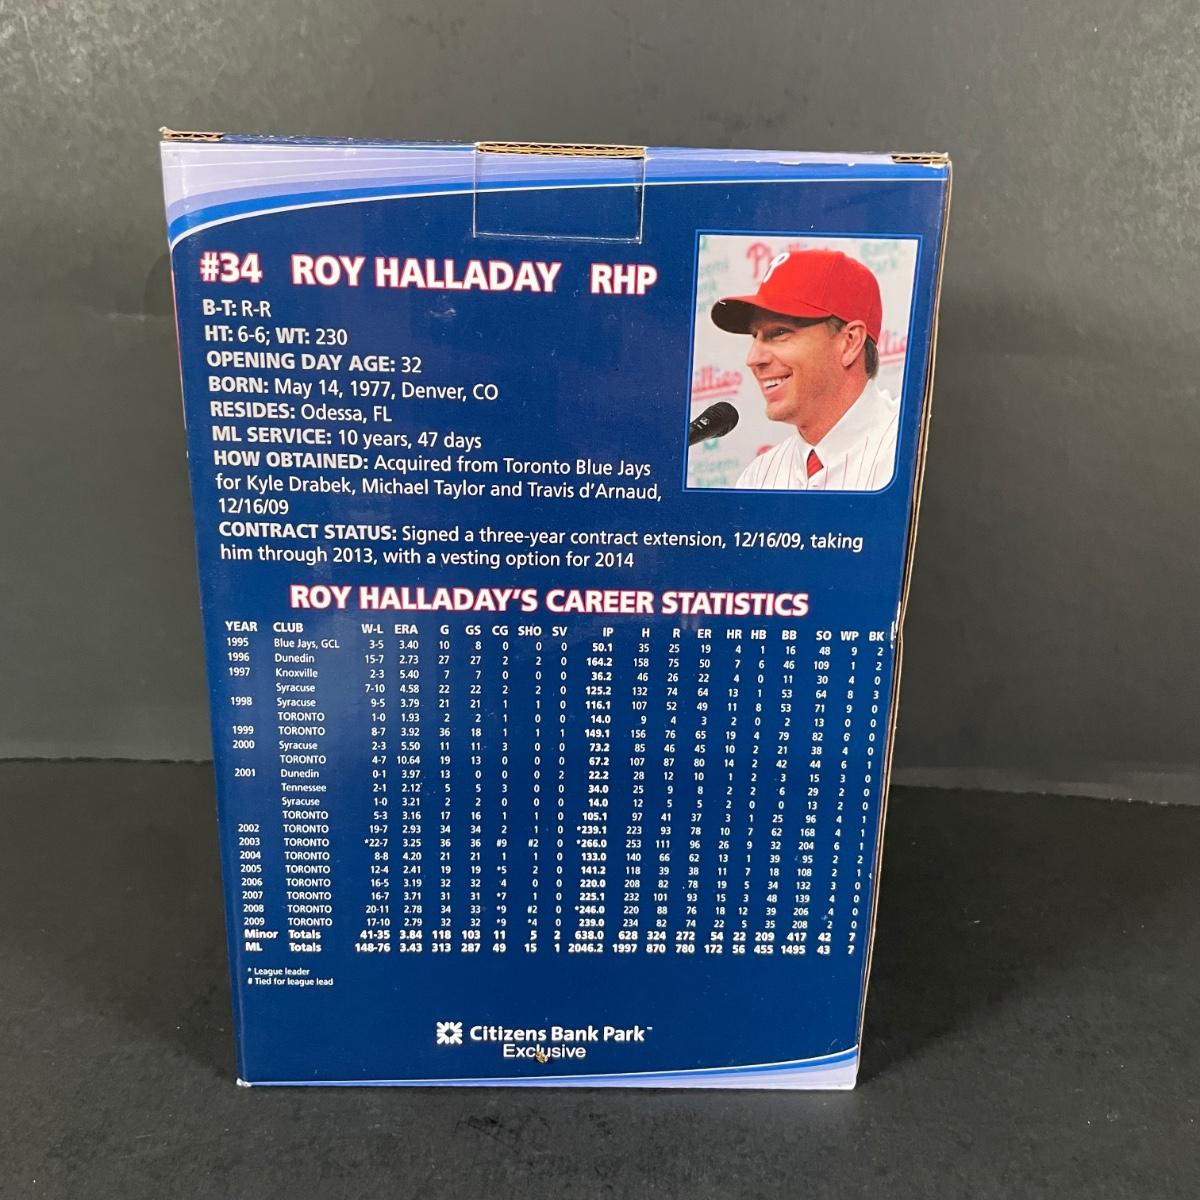 #34 ROY HALLADAY RHP
B-T: R-R
HT: 6-6; WT: 230
OPENING DAY AGE: 32
BORN: May 14, 1977, Denver, CO
RESIDES: Odessa, FL
ML SERVICE: 10 years, 47 days
HOW OBTAINED: Acquired from Toronto Blue Jays
for Kyle Drabek, Michael Taylor and Travis d'Arnaud,
12/16/09
CONTRACT STATUS: Signed a three-year contract extension, 12/16/09, taking
him through 2013, with a vesting option for 2014
ROY HALLADAY'S CAREER STATISTICS
YEAR CLUB W-L ERA G GS CG SHO SV IP H R ER HR HB BB SO WP BK
1995 Blue Jays, GCL 3-5 3.40 10 8 0 0 0 50.1 35 25 19 4 1 16 48 9 2
1996 Dunedin 15-7 2.73 27 27 2 2 0 164.2 158 75 50 7 6 46 109 1 2
1997 Knoxville 2-3 5.40 7 7 0 0 0 36.2 46 26 22 4 0 11 30 4 0
Syracuse 7-10 4.58 22 22 2 2 0 125.2 132 74 64 13 1 53 64 8 3
1998 Syracuse 9-5 3.79 21 21 1 1 0 116.1 107 52 49 11 8 53 71 9 0
TORONTO 1-0 1.93 2 2 1 0 0 14.0 9 4 3 2 0 2 13 0 0
1999 TORONTO 8-7 3.92 36 18 1 1 1 149.1 156 76 65 19 4 79 82 6 0
2000 Syracuse 2-3 5.50 11 11 3 0 0 73.2 85 46 45 10 2 21 38 4 0
TORONTO 4-7 10.64 19 13 0 0 0 67.2 107 87 80 14 2 42 44 6 1
2001 Dunedin 0-1 3.97 13 0 0 0 2 22.2 28 12 10 1 2 3 15 3 0
Tennessee 2-1 2.12 5 5 3 0 0 34.0 25 9 8 2 2 6 29 2 0
Syracuse 1-0 3.21 2 2 0 0 0 14.0 12 5 5 2 0 0 13 2 0
TORONTO 5-3 3.16 17 16 1 1 0 105.1 97 41 37 3 1 25 96 4 1
2002 TORONTO 19-7 2.93 34 34 2 1 0 *239.1 223 93 78 10 7 62 168 4 1
2003 TORONTO *22-7 3.25 36 36 #9 #2 0 *266.0 253 111 96 26 9 32 204 6 1
2004 TORONTO 8-8 4.20 21 21 1 1 0 133.0 140 66 62 13 1 39 95 2 2
2005 TORONTO 12-4 2.41 19 19 *5 2 0 141.2 118 39 38 11 7 18 108 2 1
2006 TORONTO 16-5 3.19 32 32 4 0 0 220.0 208 82 78 19 5 34 132 3 0
2007 TORONTO 16-7 3.71 31 31 *7 1 0 225.1 232 101 93 15 3 48 139 4 0
2008 TORONTO 20-11 2.78 34 33 *9 #2 0 *246.0 220 88 76 18 12 39 206 4 0
2009 TORONTO 17-10 2.79 32 32 *9 *4 0 239.0 234 82 74 22 5 35 208 2 0
Minor Totals 41-35 3.84 118 103 11 5 2 638.0 628 324 272 54 22 209 417 42 7
ML Totals 148-76 3.43 313 287 49 15 1 2046.2 1997 870 780 172 56 455 1495 43 7
* League leader
# Tied for league lead
Citizens Bank Park™
Exclusive